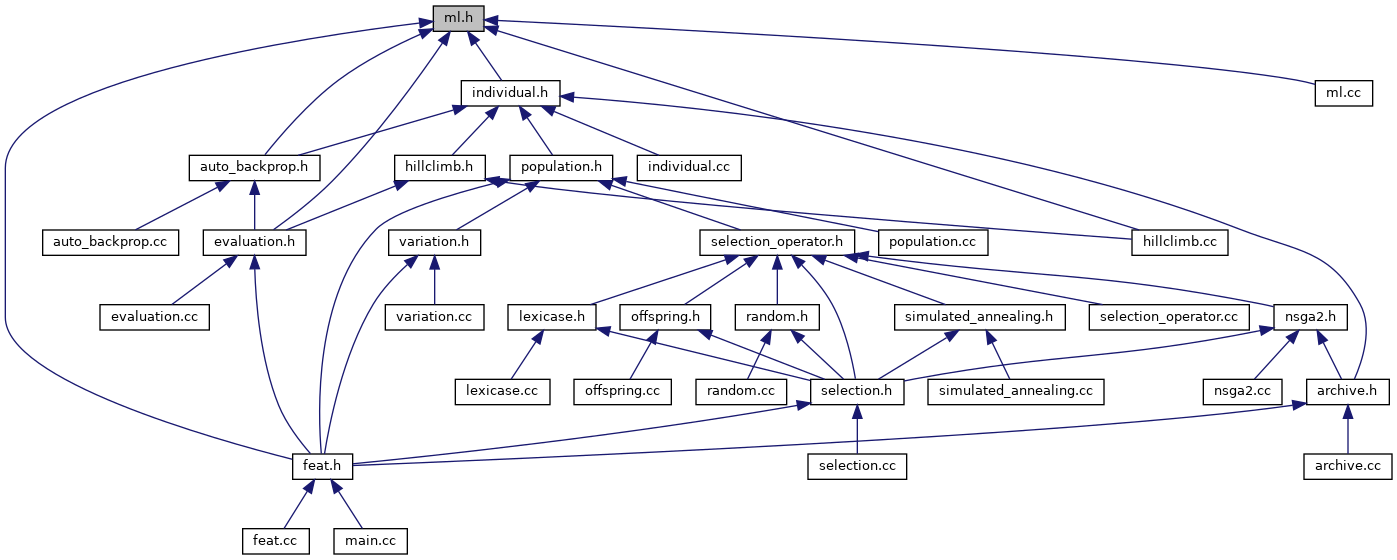 ml.h
individual.h
ml.cc
auto_backprop.h
hillclimb.h
population.h
individual.cc
auto_backprop.cc
evaluation.h
variation.h
selection_operator.h
population.cc
hillclimb.cc
evaluation.cc
variation.cc
lexicase.h
offspring.h
random.h
simulated_annealing.h
selection_operator.cc
nsga2.h
lexicase.cc
offspring.cc
random.cc
selection.h
simulated_annealing.cc
nsga2.cc
archive.h
feat.h
selection.cc
archive.cc
feat.cc
main.cc